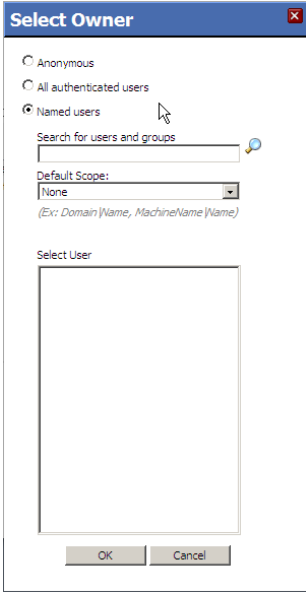 Select Owner
Anonymous
All authenticated users
Named users
Search for users and groups
Default Scope:
None
(Ex: Domain\Name, MachineName\Name)
Select User
OK Cancel